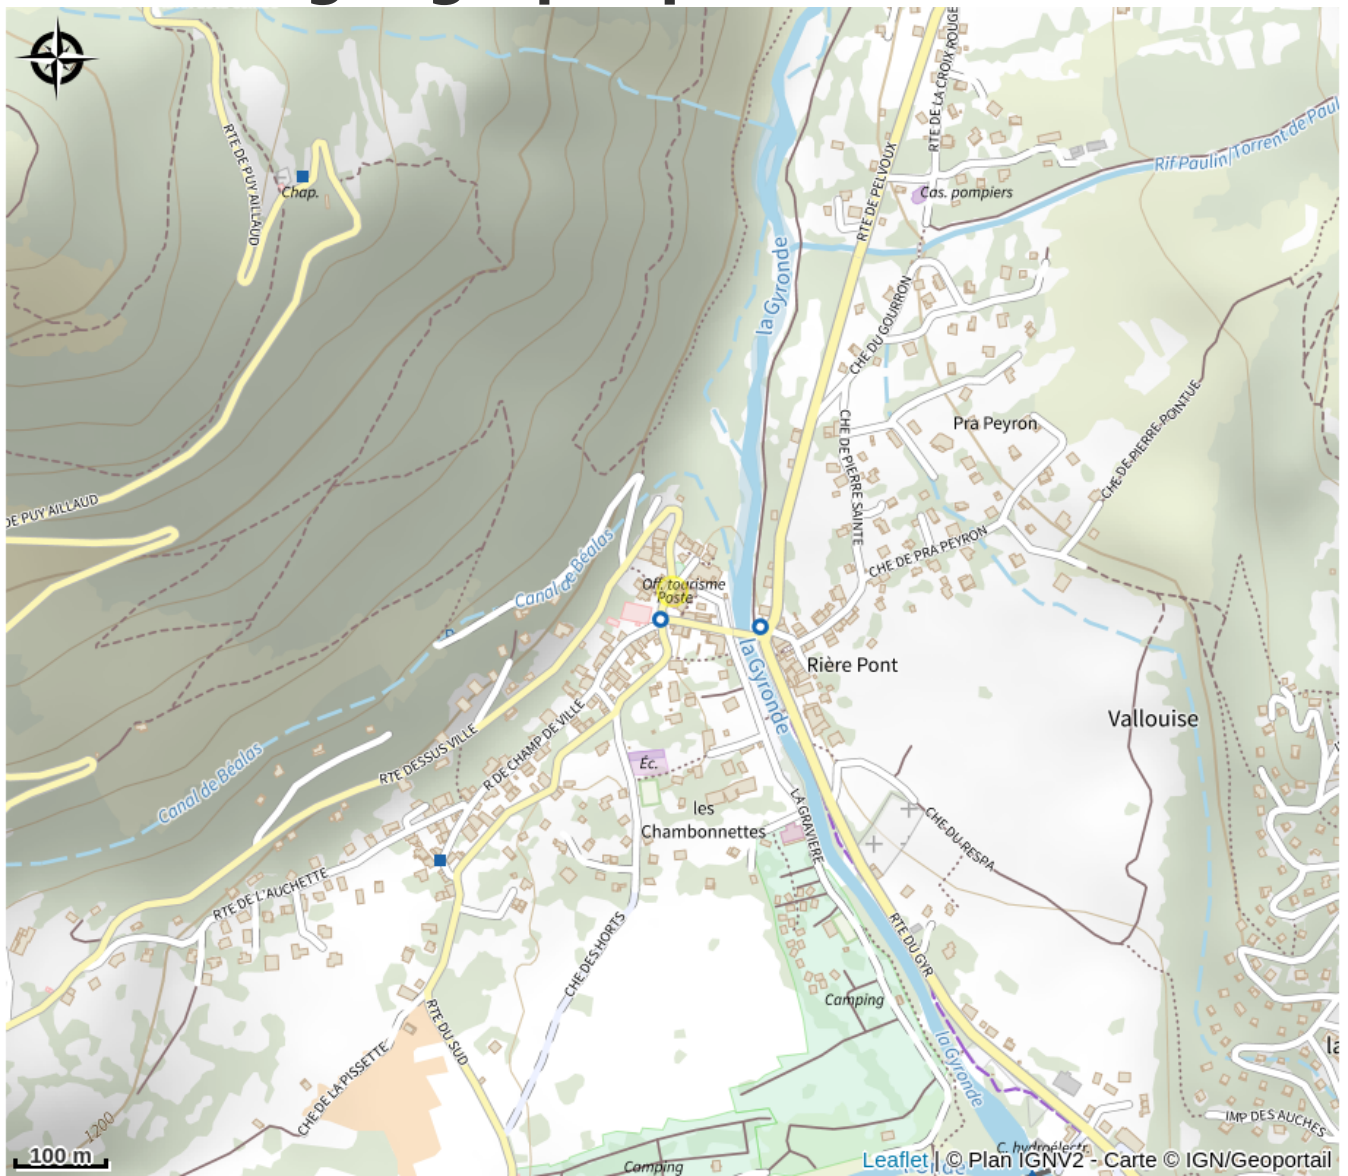 RTE DE LA CROIX ROUGE
Rif Paulin/Torrent de Paul
RTE DE PUY AILLAUD
Chap.
RTE DE PELVOUX
Cas. pompiers
la Gyronde
CHE DU GOURRON
CHE DE PIERRE POINTUE
CHE DE PIERRE SAINTE
Pra Peyron
DE PUY AILLAUD
CHE DE PRA PEYRON
Canal de Béalas
Off. tourisme
Poste
Rière Pont
la Gyronde
Vallouise
RTE DESSUS VILLE
R DE CHAMP DE VILLE
Canal de Béalas
Éc.
les
Chambonnettes
LA GRAVIERE
CHE DU RESPA
RTE DE L'AUCHETTE
CHE DES HORTS
RTE DU GYR
Camping
RTE DU SUD
la Gyronde
la
CHE DE LA PISSETTE
1200
IMP DES AUCHES
C. hydroélectr.
100 m
Camping
Leaflet | © Plan IGNV2 - Carte © IGN/Geoportail